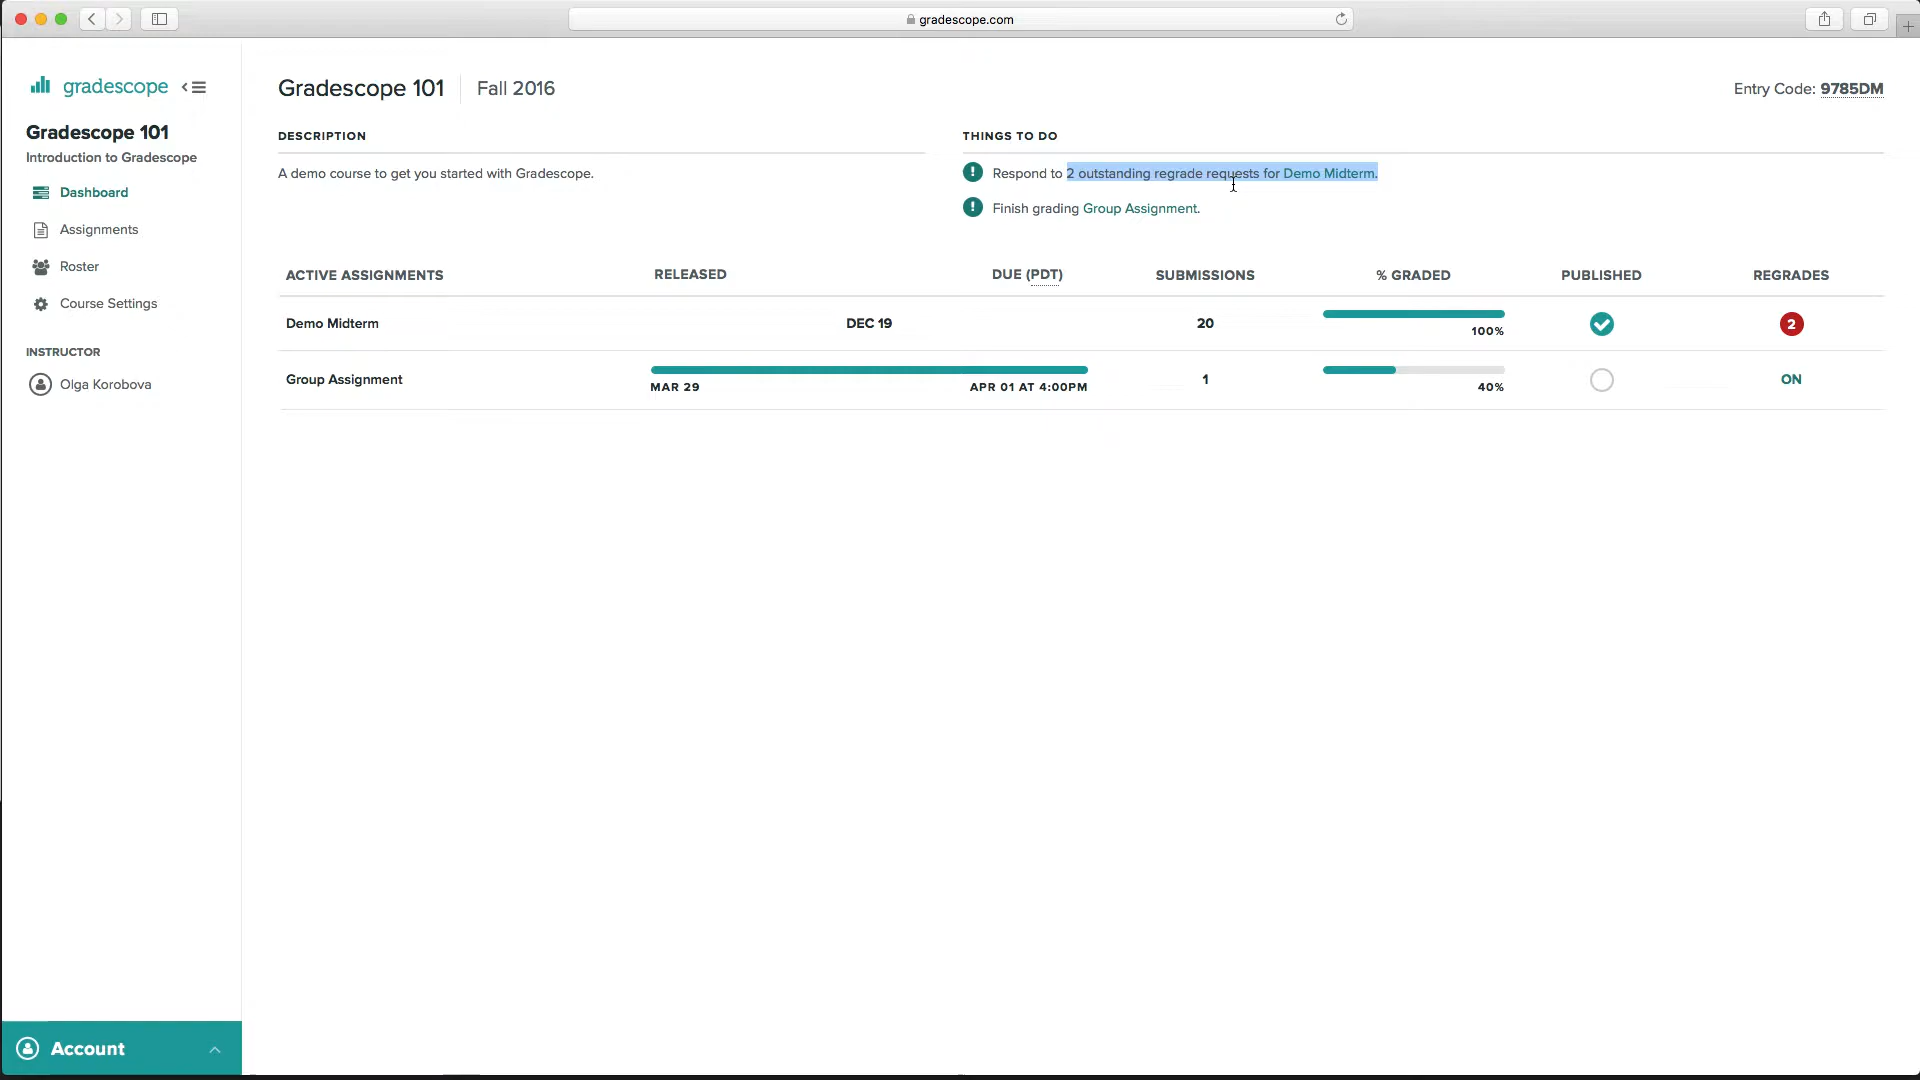 gradescope.com
gradescope
Gradescope 101
Introduction to Gradescope
Dashboard
Assignments
Roster
Course Settings
INSTRUCTOR
Olga Korobova
Account
Gradescope 101 Fall 2016
Entry Code: 9785DM
DESCRIPTION
A demo course to get you started with Gradescope.
THINGS TO DO
! Respond to 2 outstanding regrade requests for Demo Midterm.
! Finish grading Group Assignment.
ACTIVE ASSIGNMENTS RELEASED DUE (PDT) SUBMISSIONS % GRADED PUBLISHED REGRADES
Demo Midterm DEC 19 20 100% 2
Group Assignment MAR 29 APR 01 AT 4:00PM 1 40% ON